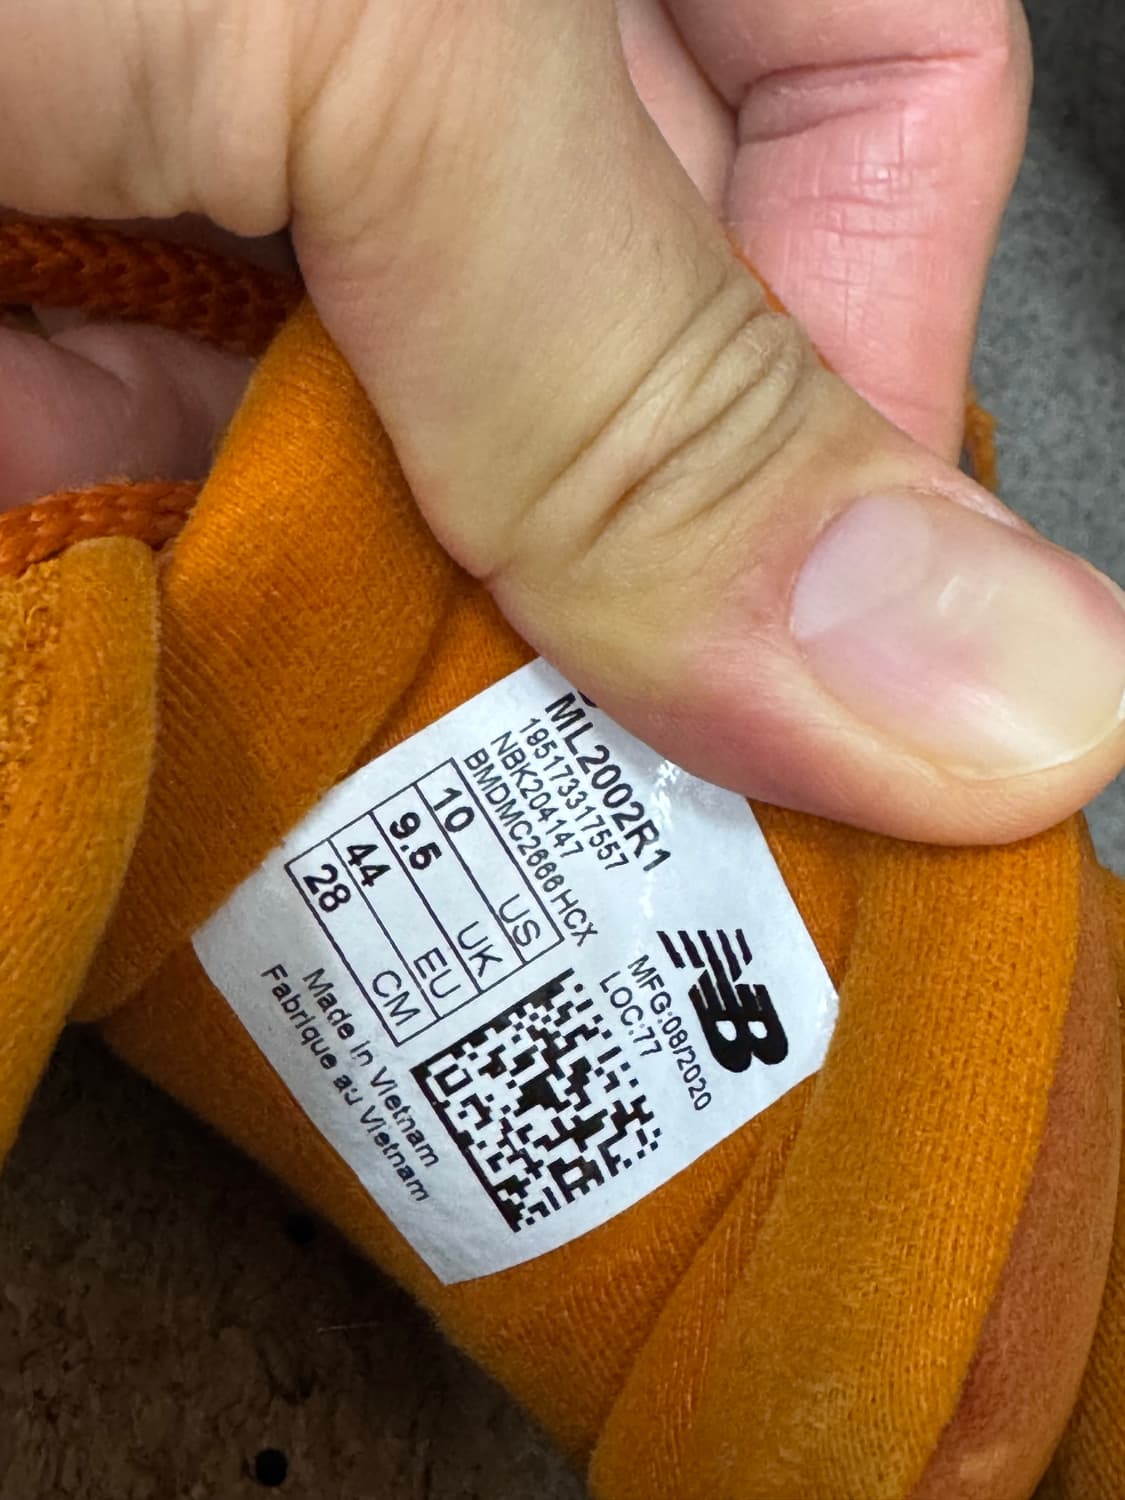 ML2002R1
195173317557
NBK204147
BMDMC2666HCX
10 US
9.5 UK
44 EU
28 CM
NB
MFG:08/2020
LOC:77
Made in Vietnam
Fabrique au Vietnam